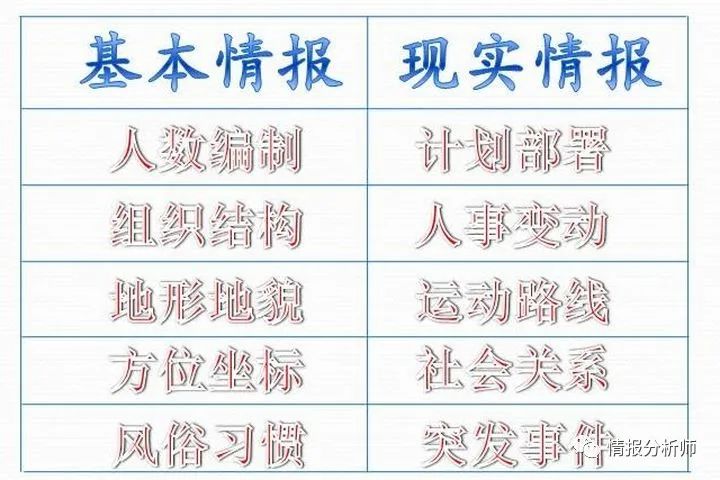 基本情报 现实情报
人数编制 计划部署
组织结构 人事变动
地形地貌 运动路线
方位坐标 社会关系
风俗习惯 突发事件
情报分析师